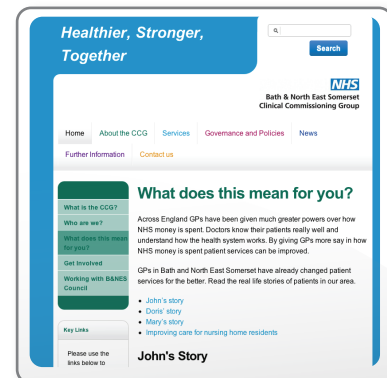 Healthier, Stronger,
Together
Search
NHS
Bath & North East Somerset
Clinical Commissioning Group
Home About the CCG Services Governance and Policies News
Further Information Contact us
What is the CCG?
Who are we?
What does this mean
for you?
Get Involved
Working with B&NES
Council
Key Links
Please use the
links below to
What does this mean for you?
Across England GPs have been given much greater powers over how
NHS money is spent. Doctors know their patients really well and
understand how the health system works. By giving GPs more say in how
NHS money is spent patient services can be improved.
GPs in Bath and North East Somerset have already changed patient
services for the better. Read the real life stories of patients in our area.
John's story
Doris' story
Mary's story
Improving care for nursing home residents
John's Story